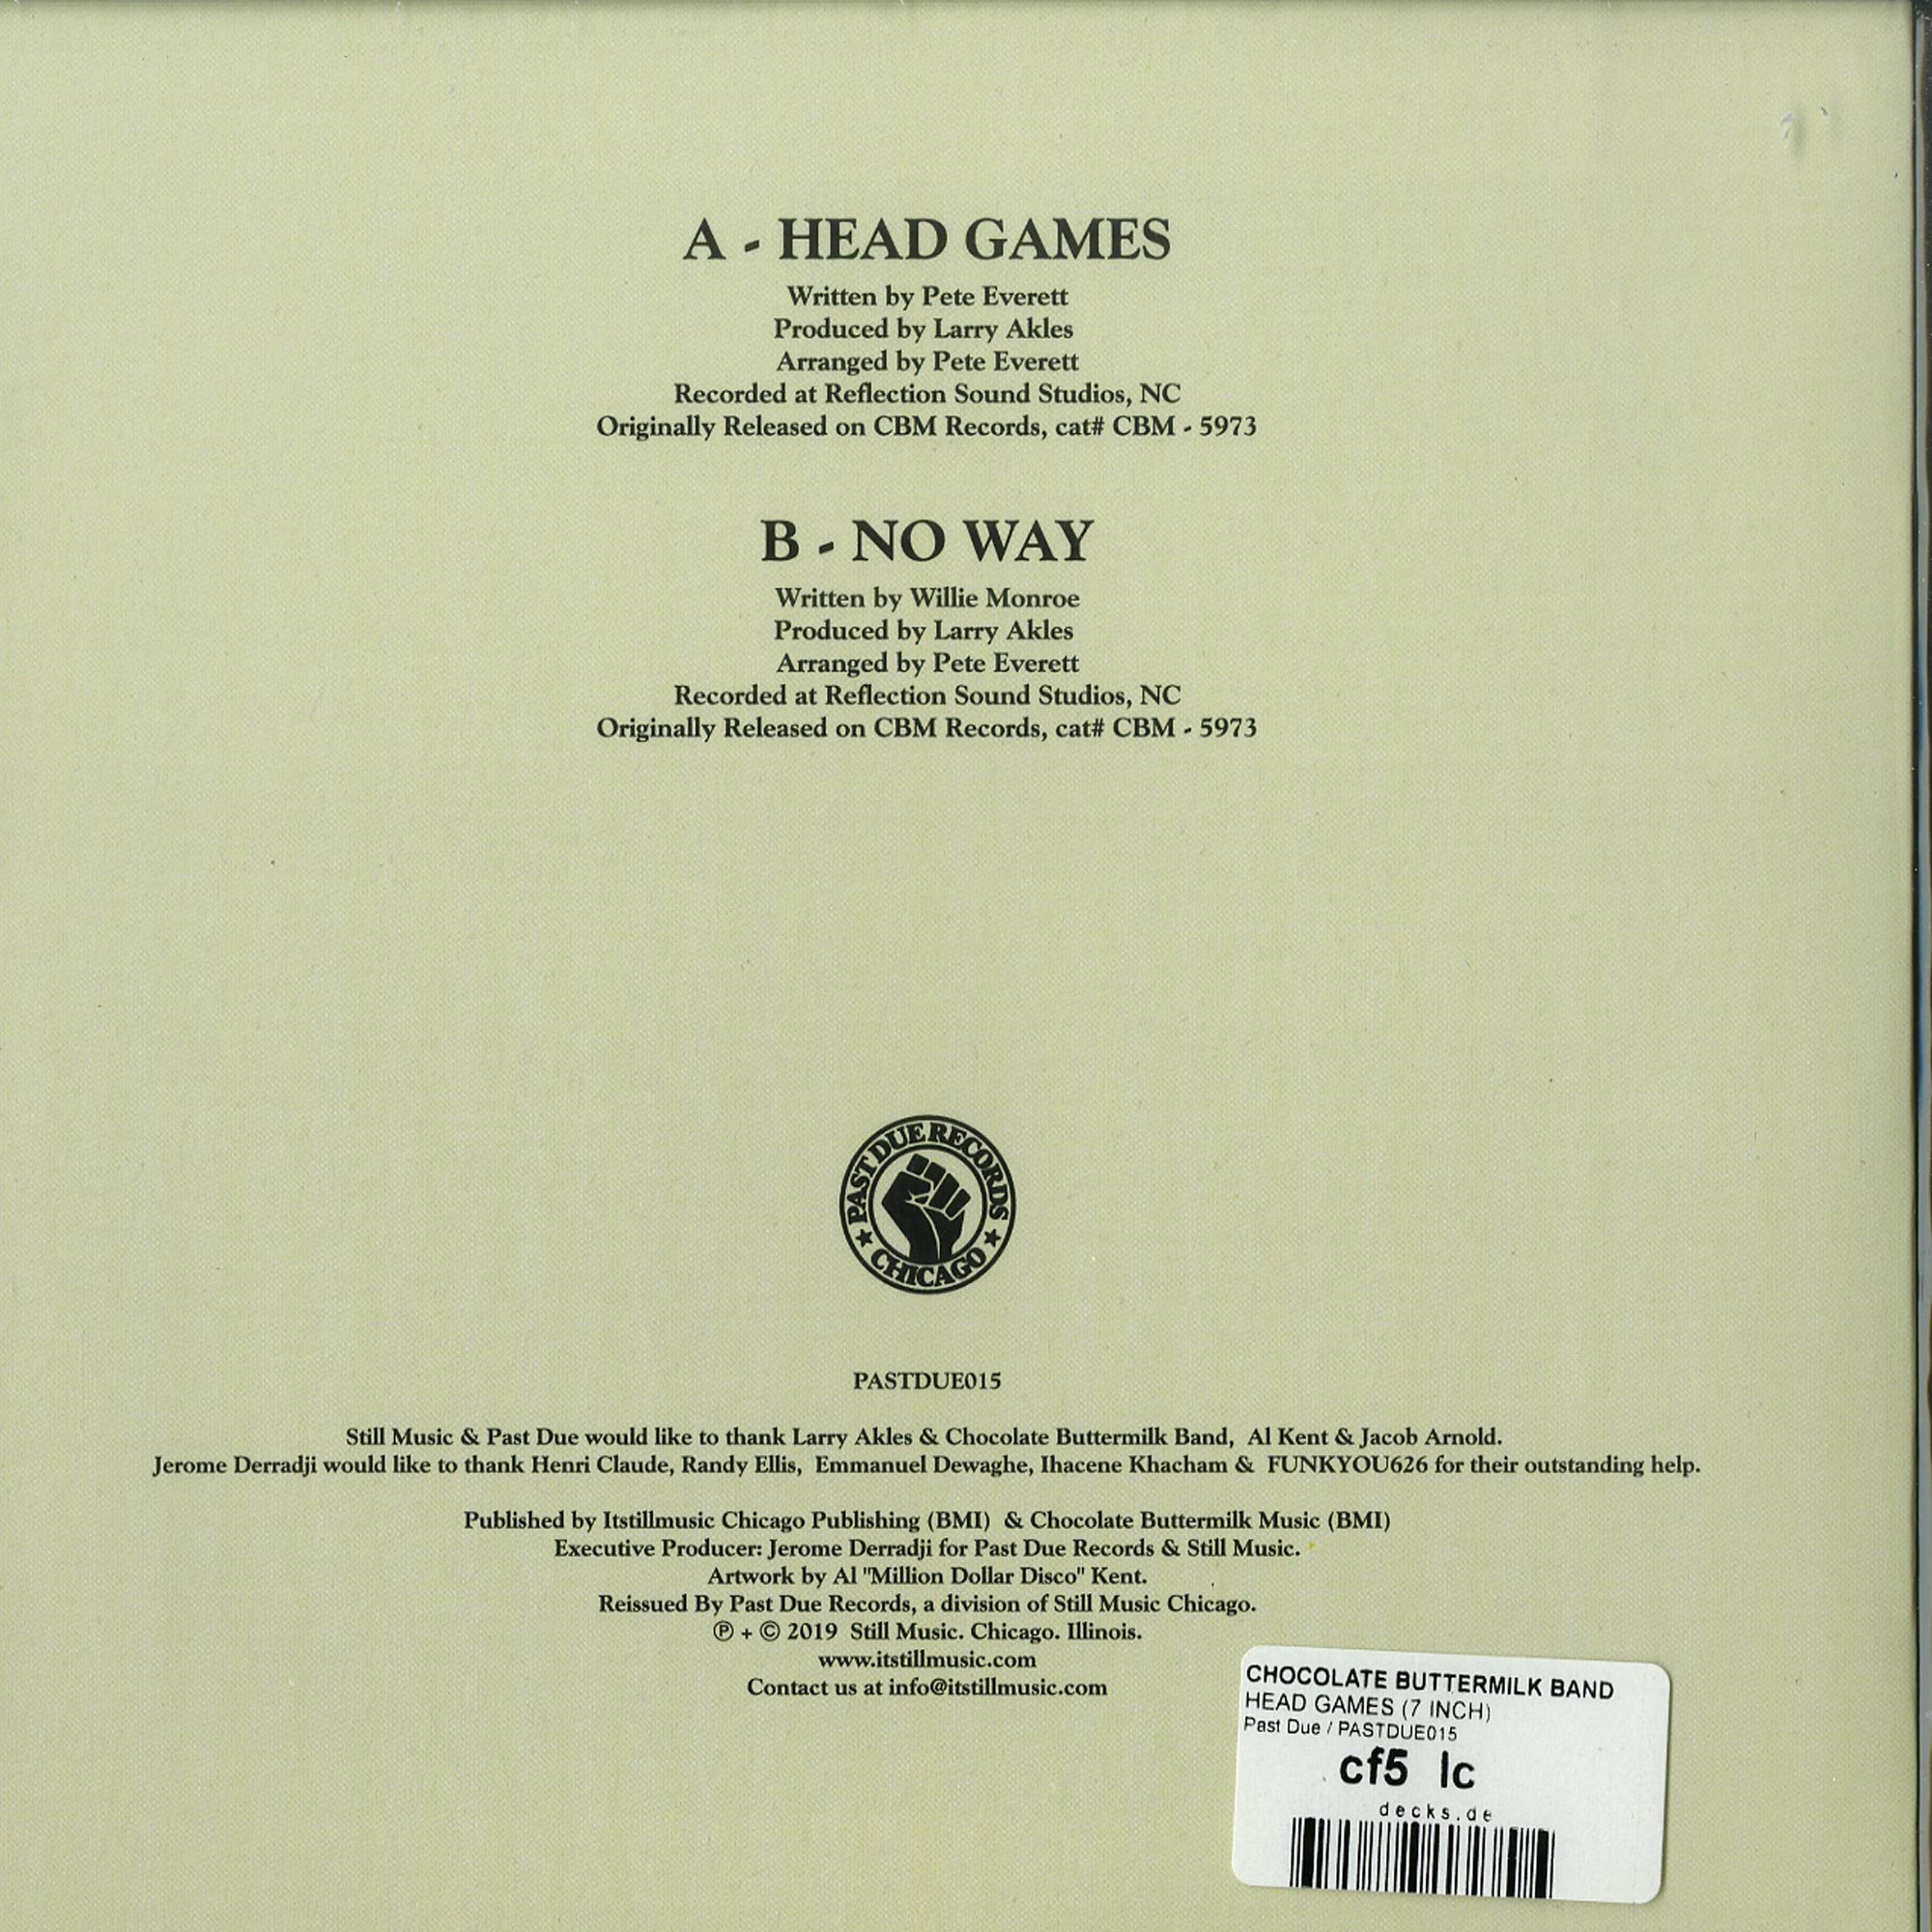 A - HEAD GAMES
Written by Pete Everett
Produced by Larry Akles
Arranged by Pete Everett
Recorded at Reflection Sound Studios, NC
Originally Released on CBM Records, cat# CBM - 5973
B - NO WAY
Written by Willie Monroe
Produced by Larry Akles
Arranged by Pete Everett
Recorded at Reflection Sound Studios, NC
Originally Released on CBM Records, cat# CBM - 5973
PAST DUE RECORDS
★ CHICAGO ★
PASTDUE015
Still Music & Past Due would like to thank Larry Akles & Chocolate Buttermilk Band, Al Kent & Jacob Arnold.
Jerome Derradji would like to thank Henri Claude, Randy Ellis, Emmanuel Dewaghe, Ihacene Khacham & FUNKYOU626 for their outstanding help.
Published by Itstillmusic Chicago Publishing (BMI) & Chocolate Buttermilk Music (BMI)
Executive Producer: Jerome Derradji for Past Due Records & Still Music.
Artwork by Al "Million Dollar Disco" Kent.
Reissued By Past Due Records, a division of Still Music Chicago.
℗ + © 2019 Still Music. Chicago. Illinois.
www.itstillmusic.com
Contact us at info@itstillmusic.com
CHOCOLATE BUTTERMILK BAND
HEAD GAMES (7 INCH)
Past Due / PASTDUE015
cf5 lc
decks.de